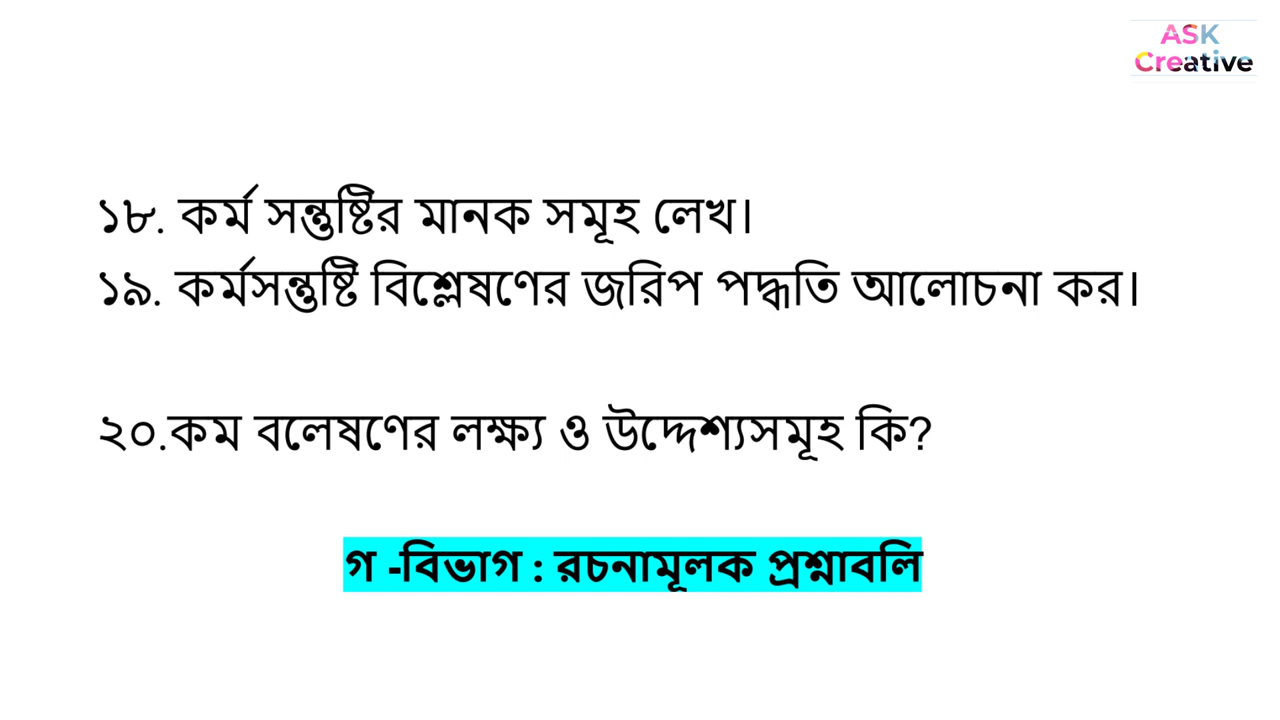 ASK
Creative
১৮. কর্ম সন্তুষ্টির মানক সমূহ লেখ।
১৯. কর্মসন্তুষ্টি বিশ্লেষণের জরিপ পদ্ধতি আলোচনা কর।
২০.কম বলেষণের লক্ষ্য ও উদ্দেশ্যসমূহ কি?
গ -বিভাগ : রচনামূলক প্রশ্নাবলি